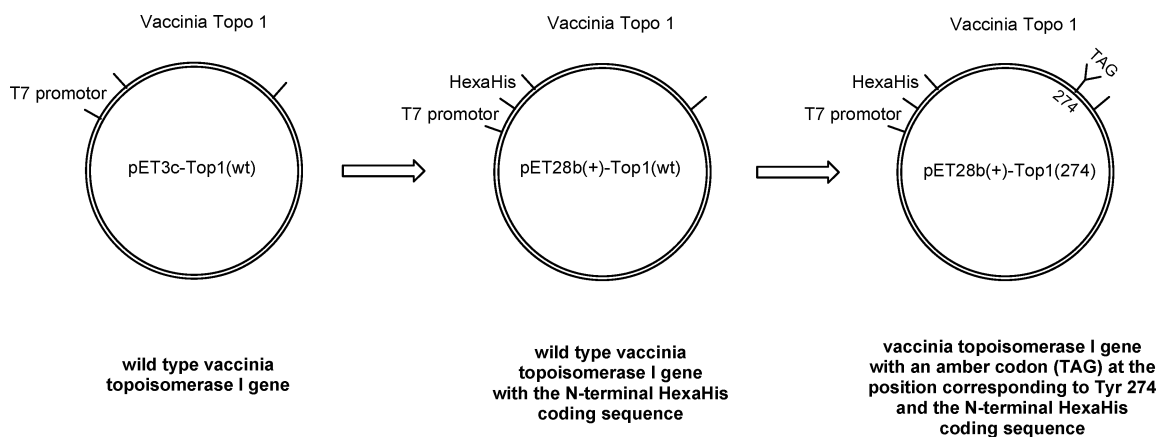 Vaccinia Topo 1
T7 promotor
pET3c-Top1(wt)
wild type vaccinia
topoisomerase I gene
Vaccinia Topo 1
HexaHis
T7 promotor
pET28b(+)-Top1(wt)
wild type vaccinia
topoisomerase I gene
with the N-terminal HexaHis
coding sequence
Vaccinia Topo 1
TAG
274
HexaHis
T7 promotor
pET28b(+)-Top1(274)
vaccinia topoisomerase I gene
with an amber codon (TAG) at the
position corresponding to Tyr 274
and the N-terminal HexaHis
coding sequence